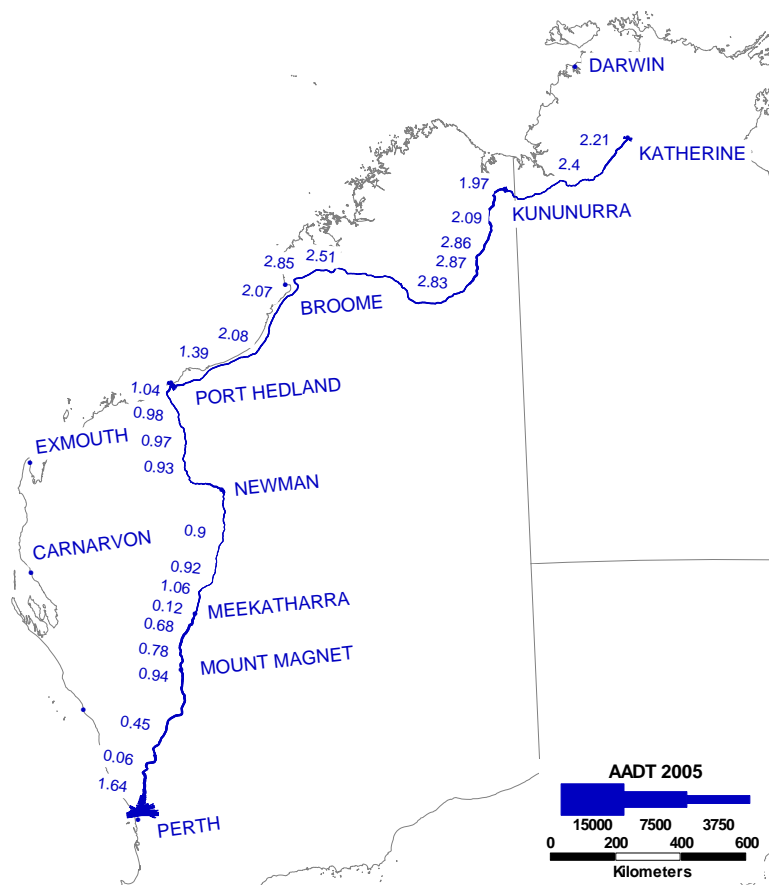 DARWIN
2.21
KATHERINE
2.4
1.97
KUNUNURRA
2.09
2.86
2.87
2.83
2.51
2.85
2.07
BROOME
2.08
1.39
1.04
PORT HEDLAND
0.98
EXMOUTH
0.97
0.93
NEWMAN
0.9
CARNARVON
0.92
1.06
0.12
MEEKATHARRA
0.68
0.78
MOUNT MAGNET
0.94
0.45
0.06
1.64
PERTH
AADT 2005
15000 7500 3750
0 200 400 600
Kilometers